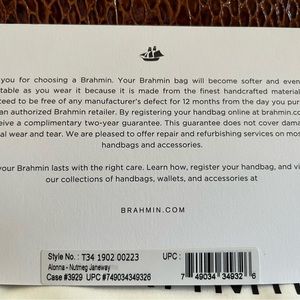 you for choosing a Brahmin. Your Brahmin bag will become softer and even
table as you wear it because it is made from the finest handcrafted material
teed to be free of any manufacturer's defect for 12 months from the day you pur
an authorized Brahmin retailer. By registering your handbag online at brahmin.co
ceive a complimentary two-year guarantee. This guarantee does not cover damag
al wear and tear. We are pleased to offer repair and refurbishing services on mos
handbags and accessories.
your Brahmin lasts with the right care. Learn how, register your handbag, and vi
our collections of handbags, wallets, and accessories at
BRAHMIN.COM
Style No : T34 1902 00223 UPC :
Alonna - Nutmeg Janeway
Case #3929 UPC #749034349326 7 49034 34932 6